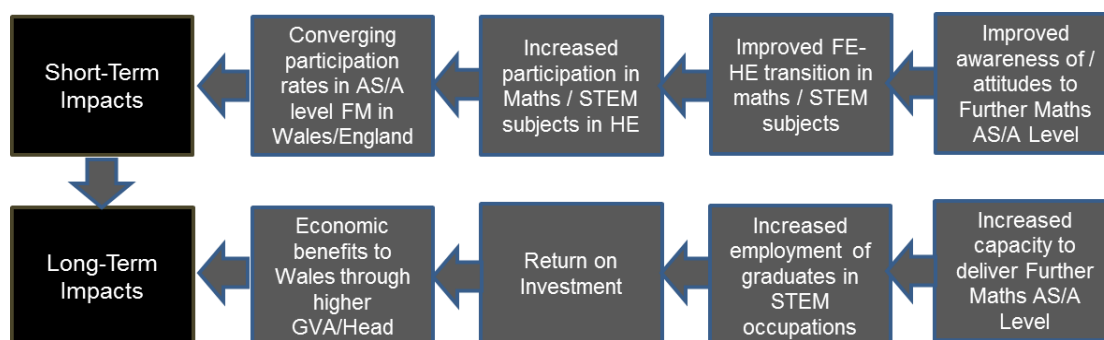 Short-Term
Impacts
Converging
participation
rates in AS/A
level FM in
Wales/England
Increased
participation in
Maths / STEM
subjects in HE
Improved FE-
HE transition in
maths / STEM
subjects
Improved
awareness of /
attitudes to
Further Maths
AS/A Level
Long-Term
Impacts
Economic
benefits to
Wales through
higher
GVA/Head
Return on
Investment
Increased
employment of
graduates in
STEM
occupations
Increased
capacity to
deliver Further
Maths AS/A
Level